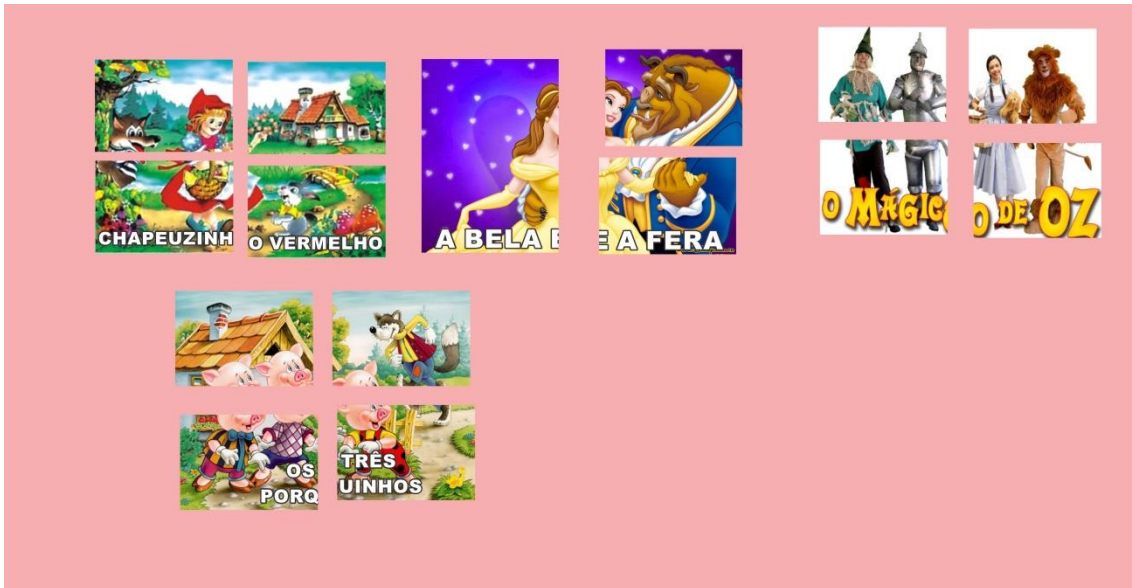 CHAPEUZINH
O VERMELHO
A BELA E
E A FERA
O MÁGICO
O DE OZ
OS
PORQ
TRÊS
UINHOS